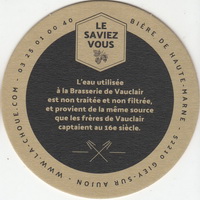 LE
SAVIEZ
VOUS
L'eau utilisée
à la Brasserie de Vauclair
est non traitée et non filtrée,
et provient de la même source
que les frères de Vauclair
captaient au 16e siècle.
BIÈRE DE HAUTE-MARNE - 52210 GIEY-SUR AUJON - WWW.LA-CHOUE.COM - 03 25 01 00 40